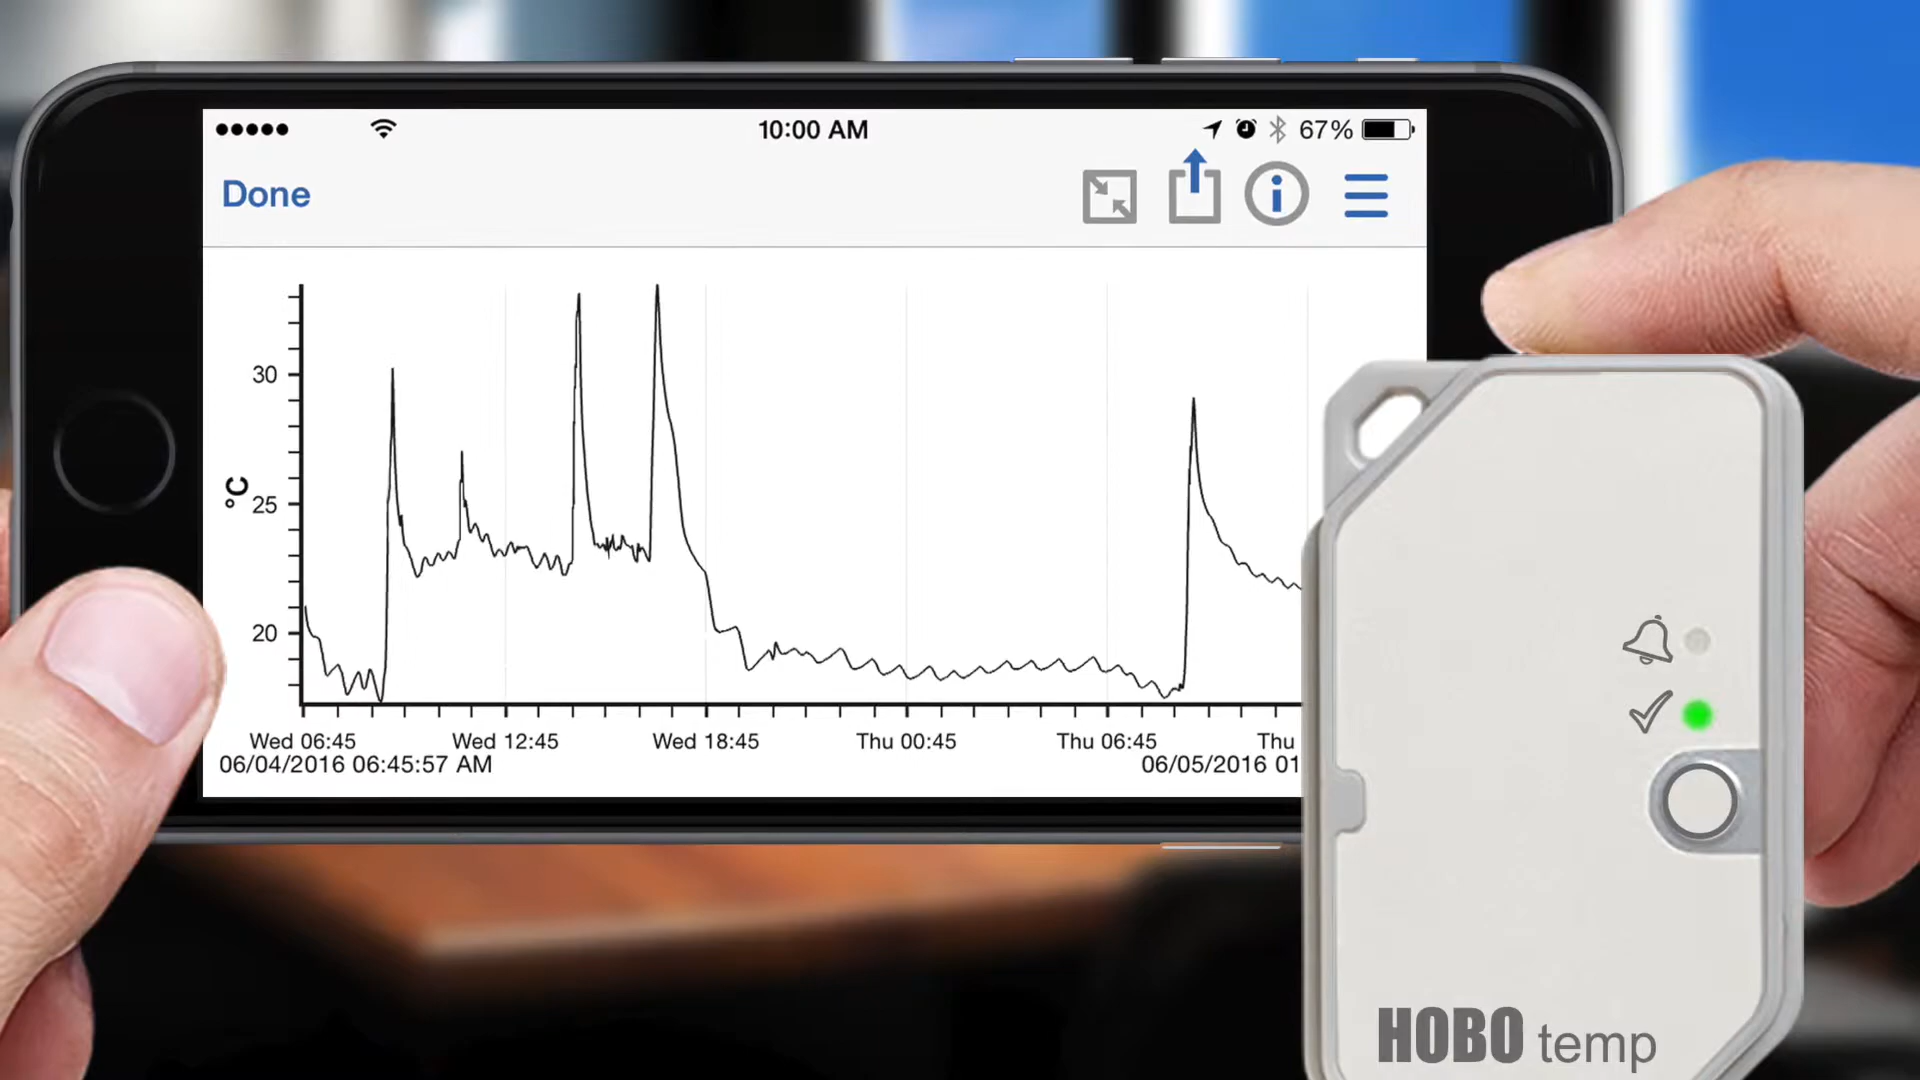 10:00 AM
67%
Done
i
30
25
20
°C
Wed 06:45 Wed 12:45 Wed 18:45 Thu 00:45 Thu 06:45 Thu
06/04/2016 06:45:57 AM 06/05/2016 01
HOBO temp